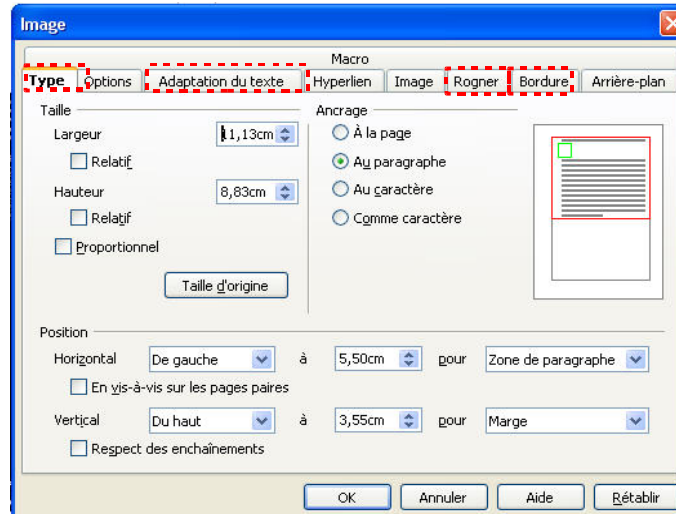 Image
Macro
Type Options Adaptation du texte Hyperlien Image Rogner Bordure Arrière-plan
Taille
Ancrage
Largeur 11,13cm
À la page
Relatif
Au paragraphe
Hauteur 8,83cm
Au caractère
Relatif
Comme caractère
Proportionnel
Taille d'origine
Position
Horizontal De gauche à 5,50cm pour Zone de paragraphe
En vis-à-vis sur les pages paires
Vertical Du haut à 3,55cm pour Marge
Respect des enchaînements
OK Annuler Aide Rétablir